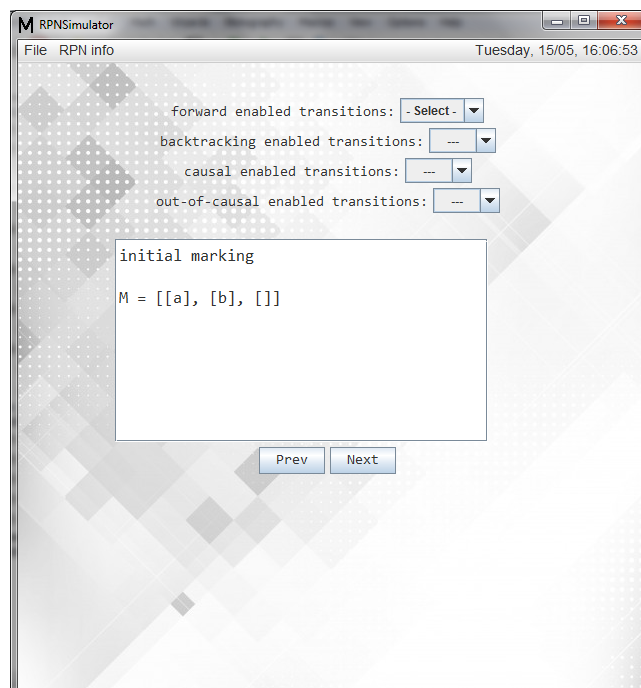 M RPNSimulator
File RPN info Tuesday, 15/05, 16:06:53
forward enabled transitions: - Select -
backtracking enabled transitions: ---
causal enabled transitions: ---
out-of-causal enabled transitions: ---
initial marking
M = [[a], [b], []]
Prev Next